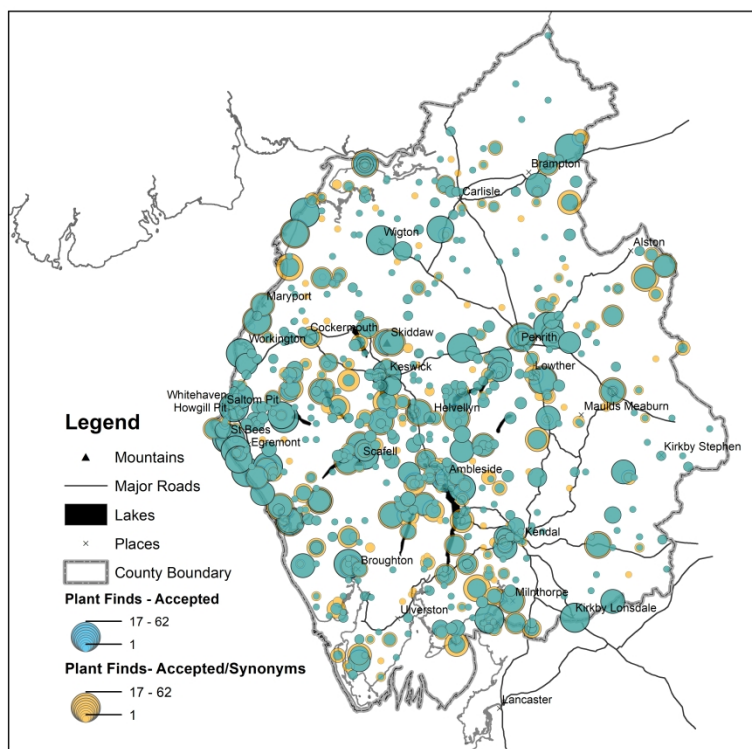 Brampton
Carlisle
Wigton
Alston
Maryport
Cockermouth
Skiddaw
Workington
Penrith
Keswick
Lowther
Whitehaven
Saltom Pit
Howgill Pit
Helvellyn
Maulds Meaburn
St Bees
Egremont
Scafell
Kirkby Stephen
Ambleside
Kendal
Broughton
Milnthorpe
Ulverston
Kirkby Lonsdale
Lancaster
Legend
Mountains
Major Roads
Lakes
Places
County Boundary
Plant Finds - Accepted
17 - 62
1
Plant Finds- Accepted/Synonyms
17 - 62
1